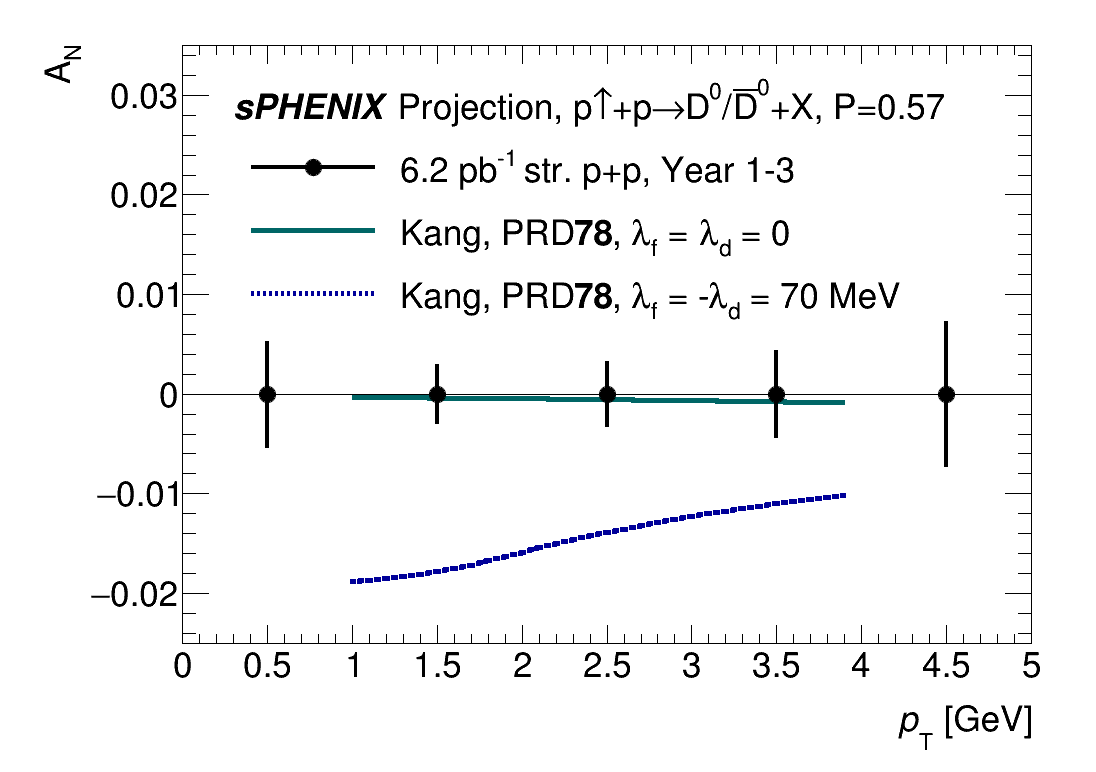 A_N
sPHENIX Projection, p↑+p→D⁰/D̅⁰+X, P=0.57
6.2 pb⁻¹ str. p+p, Year 1-3
Kang, PRD78, λ_f = λ_d = 0
Kang, PRD78, λ_f = -λ_d = 70 MeV
0.03
0.02
0.01
0
−0.01
−0.02
0 0.5 1 1.5 2 2.5 3 3.5 4 4.5 5
p_T [GeV]